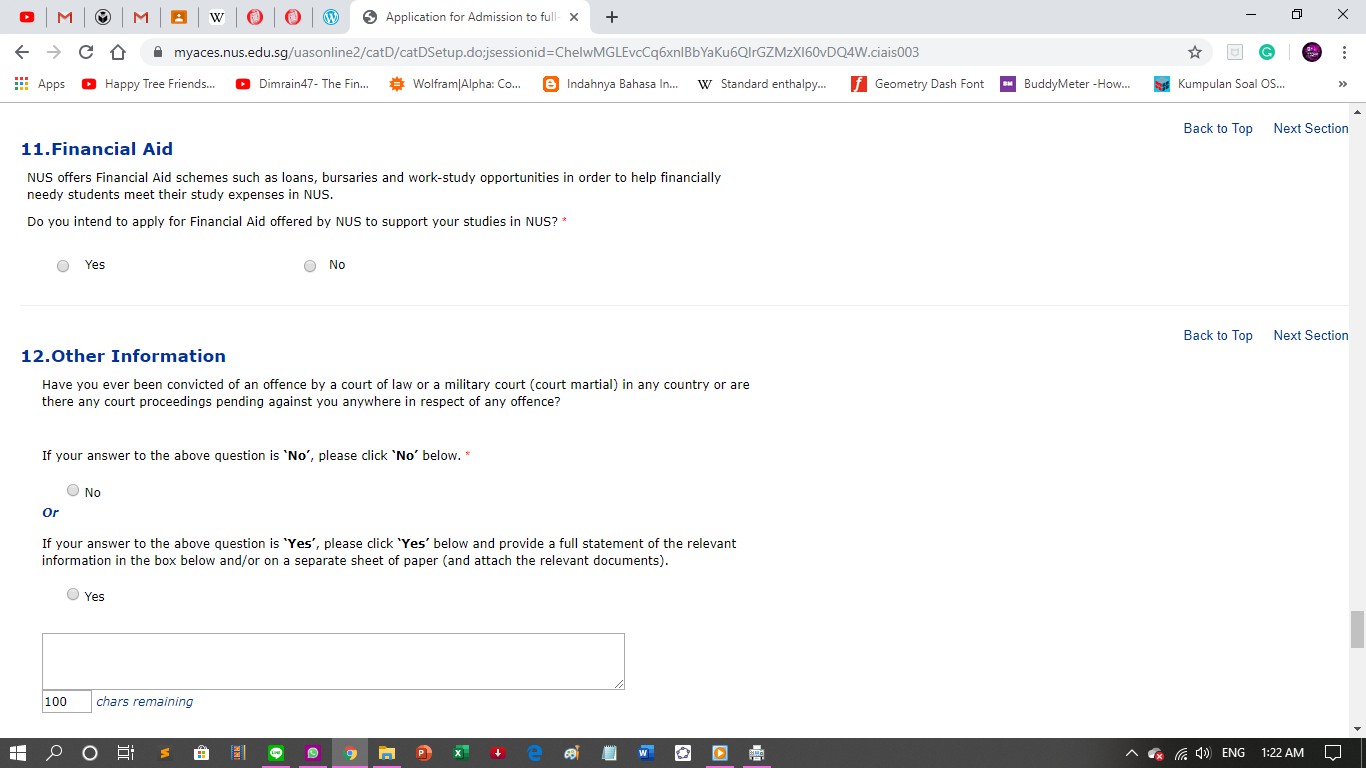 Application for Admission to full
myaces.nus.edu.sg/uasonline2/catD/catDSetup.do;jsessionid=CheIwMGLEvcCq6xnlBbYaKu6QIrGZMzXl60vDQ4W.ciais003
Apps Happy Tree Friends... Dimrain47- The Fin... Wolfram|Alpha: Co... Indahnya Bahasa In... W Standard enthalpy... Geometry Dash Font BuddyMeter -How... Kumpulan Soal OS... »
Back to Top Next Section
11.Financial Aid
NUS offers Financial Aid schemes such as loans, bursaries and work-study opportunities in order to help financially
needy students meet their study expenses in NUS.
Do you intend to apply for Financial Aid offered by NUS to support your studies in NUS? *
Yes No
Back to Top Next Section
12.Other Information
Have you ever been convicted of an offence by a court of law or a military court (court martial) in any country or are
there any court proceedings pending against you anywhere in respect of any offence?
If your answer to the above question is ‘No’, please click ‘No’ below. *
No
Or
If your answer to the above question is ‘Yes’, please click ‘Yes’ below and provide a full statement of the relevant
information in the box below and/or on a separate sheet of paper (and attach the relevant documents).
Yes
100 chars remaining
ENG 1:22 AM